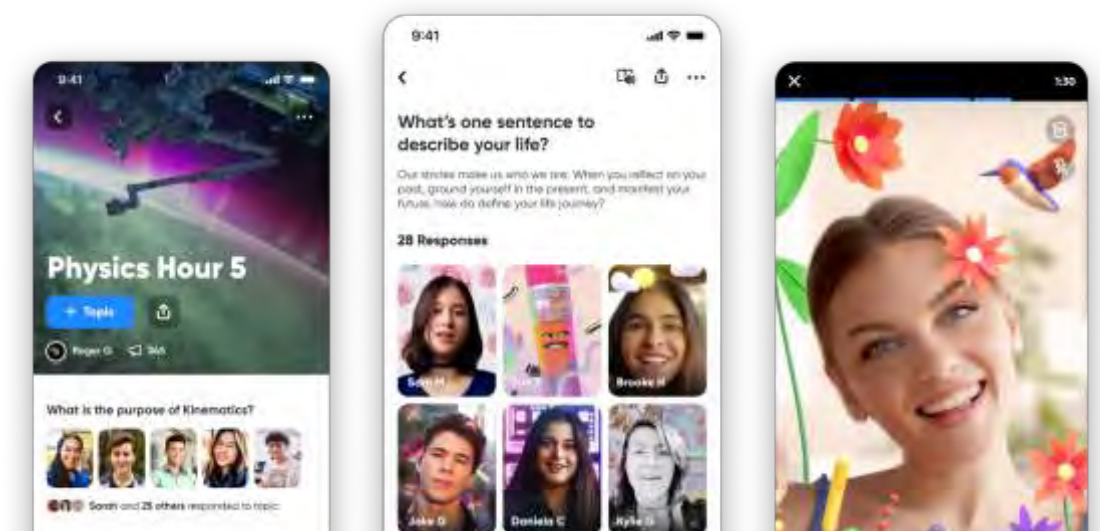 9:41
Physics Hour 5
+ Topic
Roger G
What is the purpose of Kinematics?
Sarah and 25 others responded to topic
9:41
What's one sentence to
describe your life?
Our stories make us who we are. When you reflect on your
past, ground yourself in the present, and manifest your
future, how do define your life journey?
28 Responses
Sam M
Brooke H
Jake D
Daniela C
Kylie G
1:30